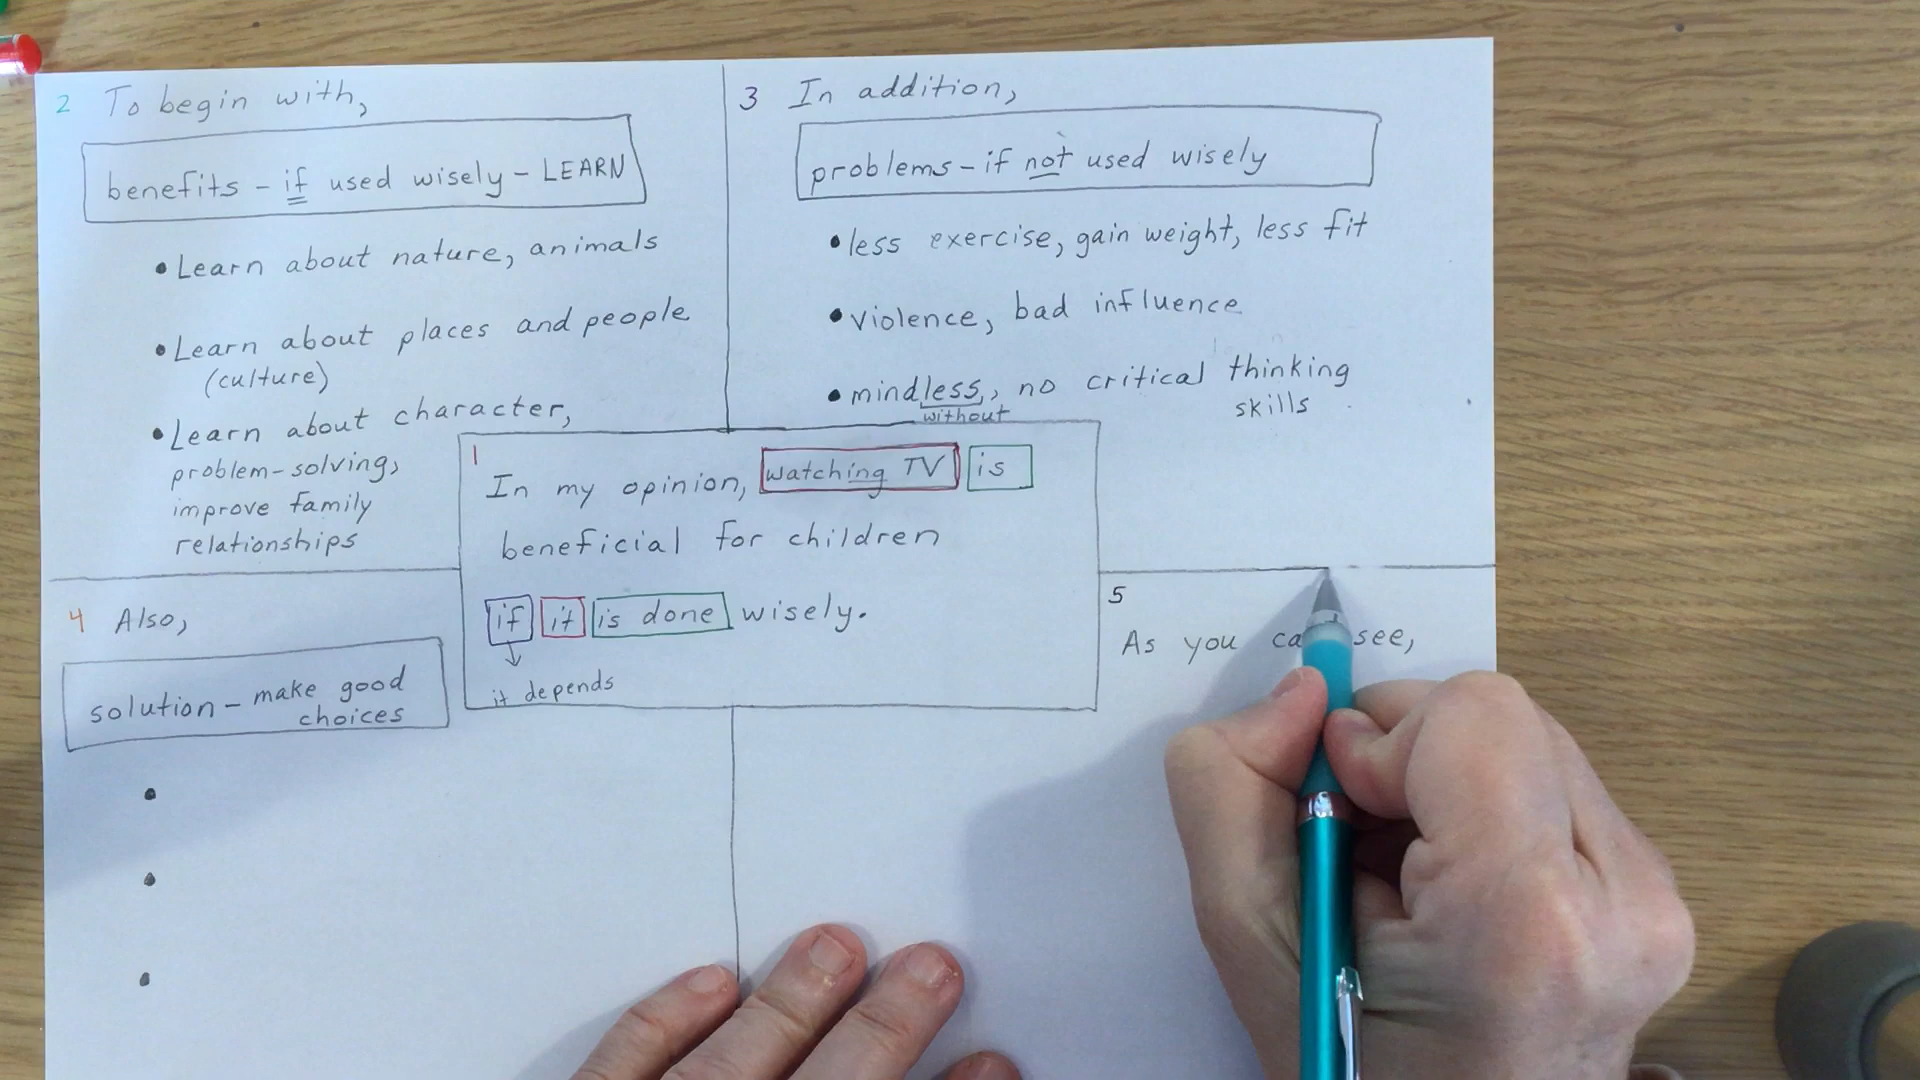 2 To begin with,
benefits - if used wisely - LEARN
• Learn about nature, animals
• Learn about places and people
(culture)
• Learn about character,
problem-solving,
improve family
relationships
3 In addition,
problems - if not used wisely
• less exercise, gain weight, less fit
• violence, bad influence
• mindless, no critical thinking
without
skills
1
In my opinion, watching TV is
beneficial for children
if it is done wisely.
it depends
4 Also,
solution - make good
choices
•
•
•
5
As you see,